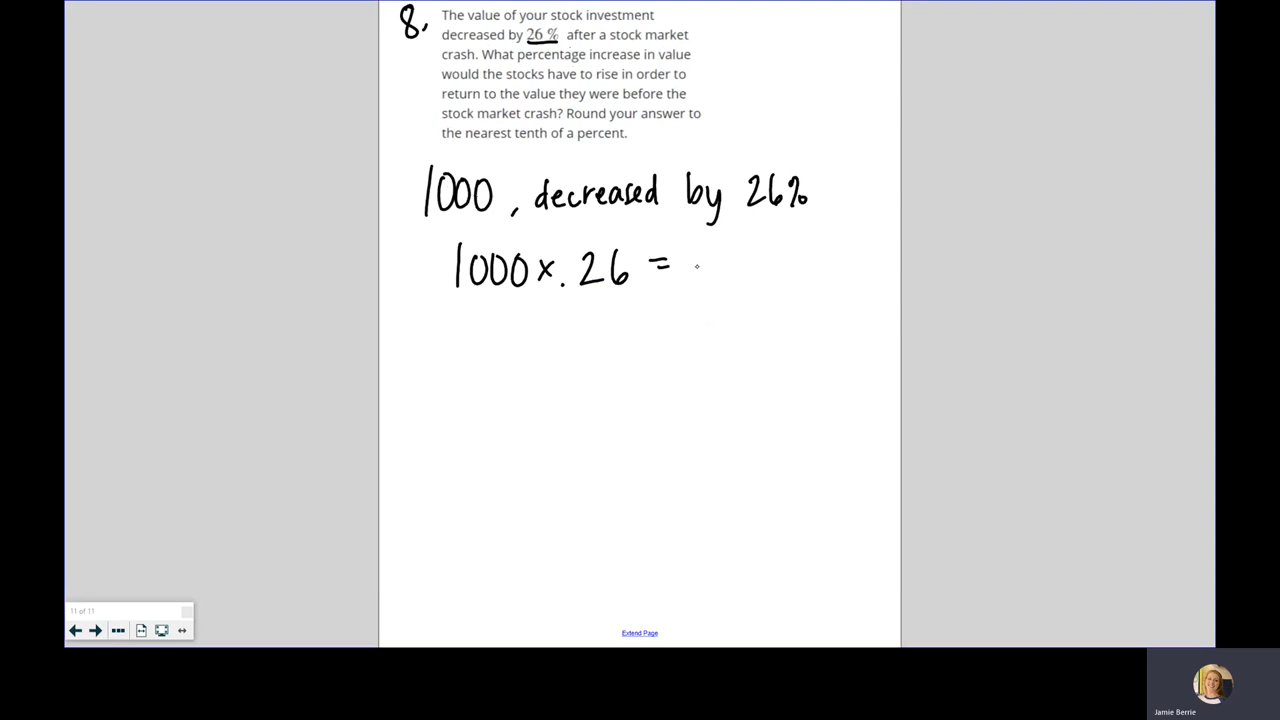 8.
The value of your stock investment
decreased by 26 % after a stock market
crash. What percentage increase in value
would the stocks have to rise in order to
return to the value they were before the
stock market crash? Round your answer to
the nearest tenth of a percent.
1000, decreased by 26%
1000 x .26 =
11 of 11
Extend Page
Jamie Berrie